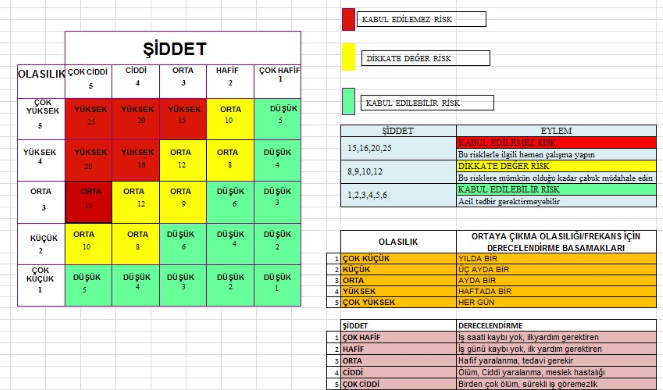 ŞİDDET
OLASILIK ÇOK CİDDİ 5 CİDDİ 4 ORTA 3 HAFİF 2 ÇOK HAFİF 1
ÇOK YÜKSEK 5 YÜKSEK 25 YÜKSEK 20 YÜKSEK 15 ORTA 10 DÜŞÜK 5
YÜKSEK 4 YÜKSEK 20 YÜKSEK 16 ORTA 12 ORTA 8 DÜŞÜK 4
ORTA 3 ORTA 15 ORTA 12 ORTA 9 DÜŞÜK 6 DÜŞÜK 3
KÜÇÜK 2 ORTA 10 ORTA 8 DÜŞÜK 6 DÜŞÜK 4 DÜŞÜK 2
ÇOK KÜÇÜK 1 DÜŞÜK 5 DÜŞÜK 4 DÜŞÜK 3 DÜŞÜK 2 DÜŞÜK 1
KABUL EDİLEMEZ RİSK
DİKKATE DEĞER RİSK
KABUL EDİLEBİLİR RİSK
ŞİDDET EYLEM
15,16,20,25 KABUL EDİLEMEZ RİSK
Bu risklerle ilgili hemen çalışma yapın
8,9,10,12 DİKKATE DEĞER RİSK
Bu risklere mümkün olduğu kadar çabuk müdahale edin
1,2,3,4,5,6 KABUL EDİLEBİLİR RİSK
Acil tedbir gerektirmeyebilir
OLASILIK ORTAYA ÇIKMA OLASILIĞI/FREKANS İÇİN
DERECELENDİRME BASAMAKLARI
1 ÇOK KÜÇÜK YILDA BİR
2 KÜÇÜK ÜÇ AYDA BİR
3 ORTA AYDA BİR
4 YÜKSEK HAFTADA BİR
5 ÇOK YÜKSEK HER GÜN
ŞİDDET DERECELENDİRME
1 ÇOK HAFİF İş saati kaybı yok, ilkyardım gerektiren
2 HAFİF İş günü kaybı yok, ilk yardım gerektiren
3 ORTA Hafif yaralanma, tedavi gerekir
4 CİDDİ Ölüm, Ciddi yaralanma, meslek hastalığı
5 ÇOK CİDDİ Birden çok ölüm, sürekli iş göremezlik